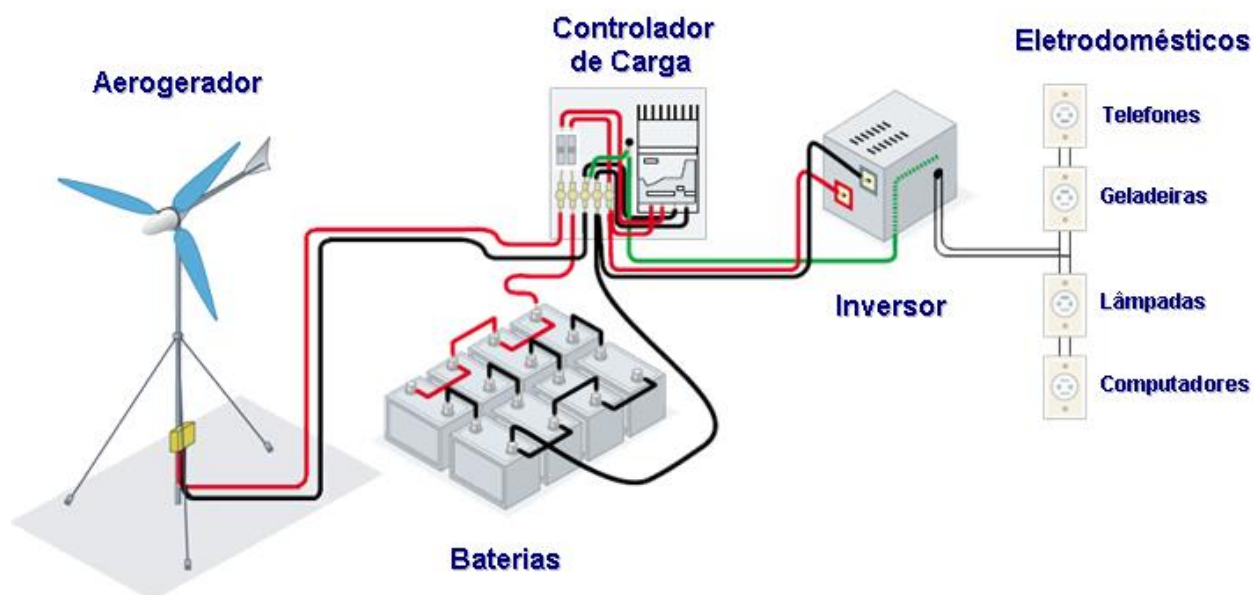 Controlador
de Carga
Eletrodomésticos
Aerogerador
Telefones
Geladeiras
Inversor
Lâmpadas
Computadores
Baterias